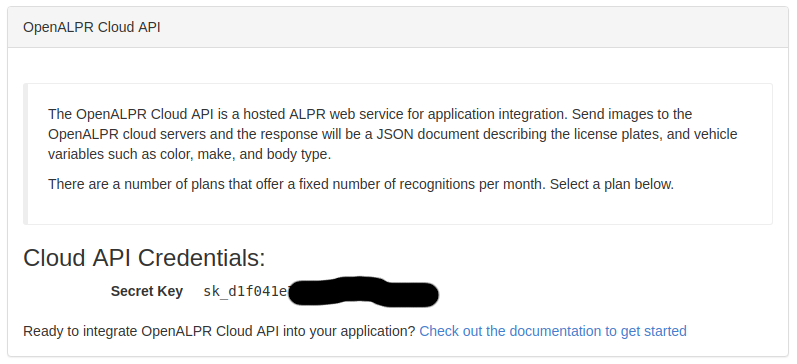 OpenALPR Cloud API
The OpenALPR Cloud API is a hosted ALPR web service for application integration. Send images to the
OpenALPR cloud servers and the response will be a JSON document describing the license plates, and vehicle
variables such as color, make, and body type.
There are a number of plans that offer a fixed number of recognitions per month. Select a plan below.
Cloud API Credentials:
Secret Key sk_d1f041e
Ready to integrate OpenALPR Cloud API into your application? Check out the documentation to get started